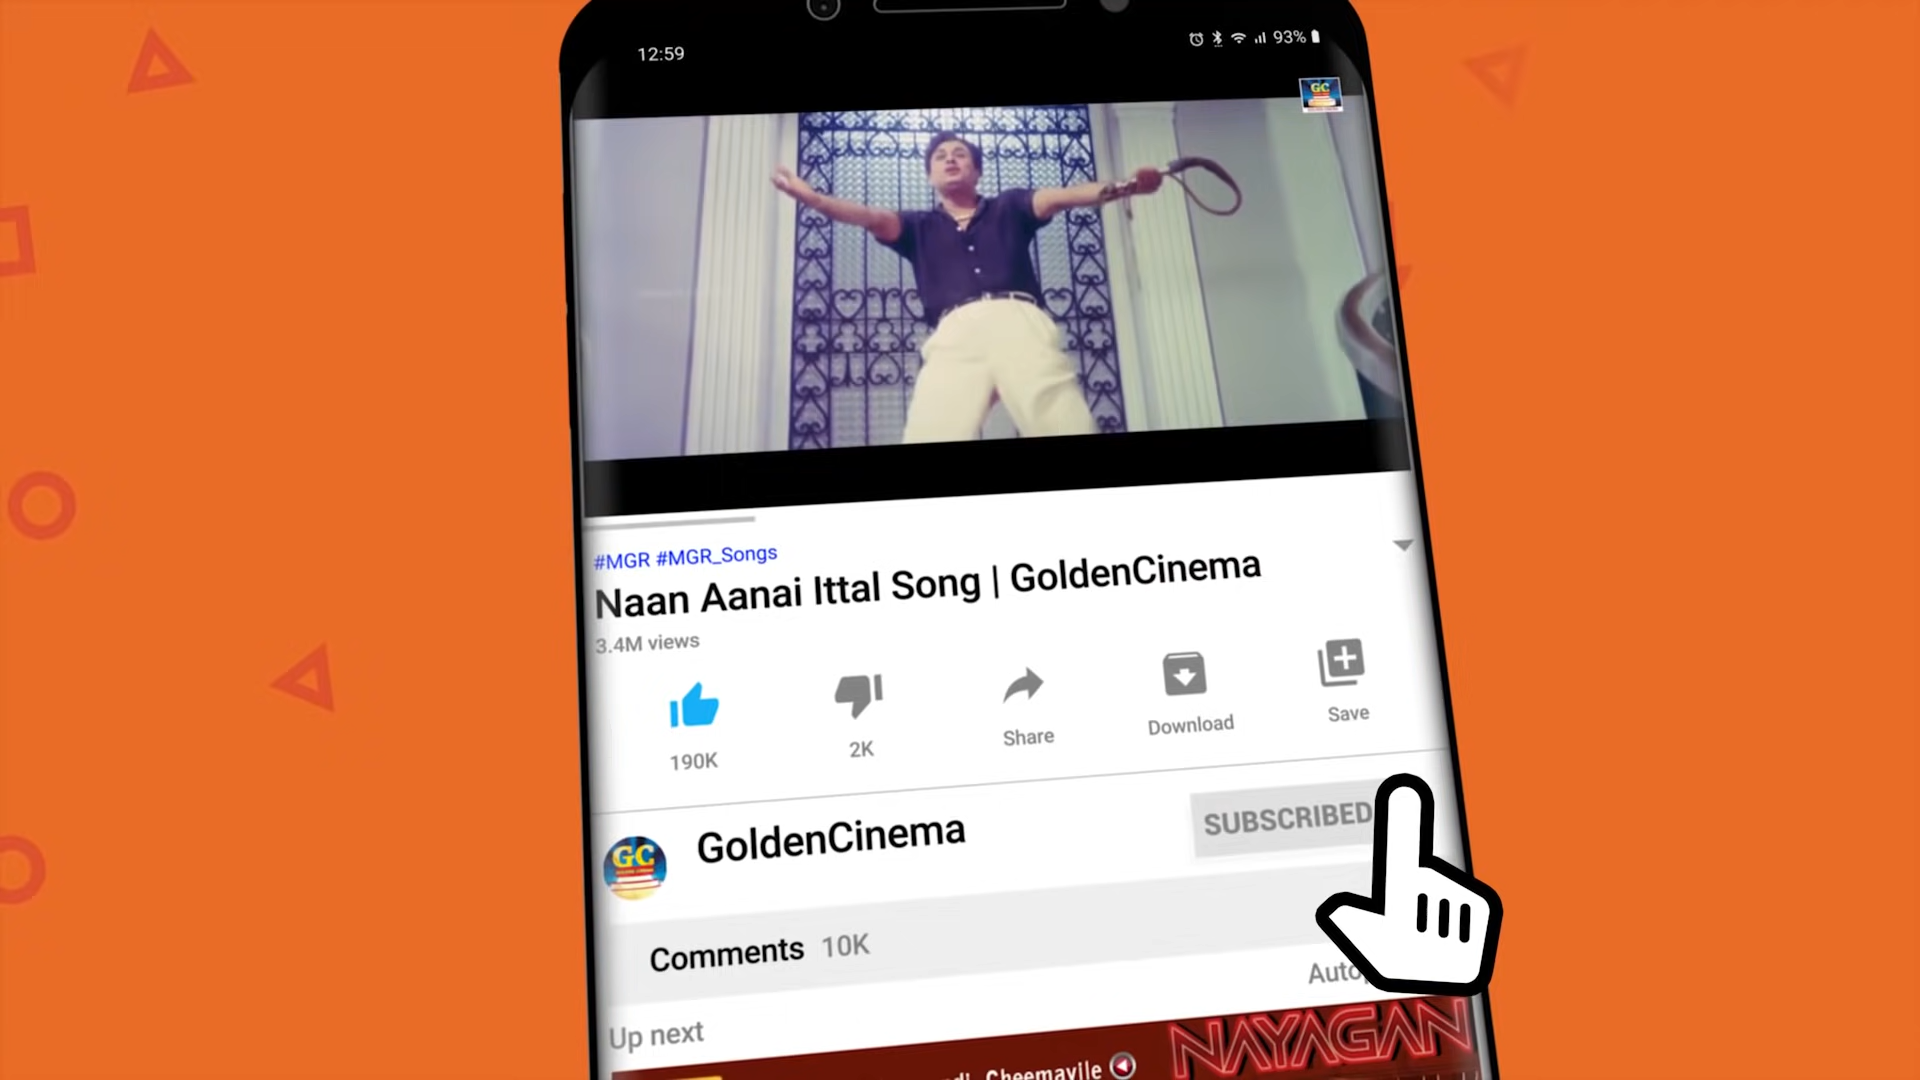 12:59
93%
GC
#MGR #MGR_Songs
Naan Aanai Ittal Song | GoldenCinema
3.4M views
190K
2K
Share
Download
Save
GC
GoldenCinema
SUBSCRIBED
Comments 10K
Up next
Cheemavile
NAYAGAN